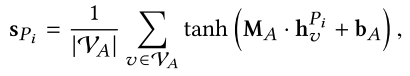 $$\mathbf{s}_{P_i} = \frac{1}{|\mathcal{V}_A|} \sum_{v \in \mathcal{V}_A} \tanh \left( \mathbf{M}_A \cdot \mathbf{h}_v^{P_i} + \mathbf{b}_A \right),$$